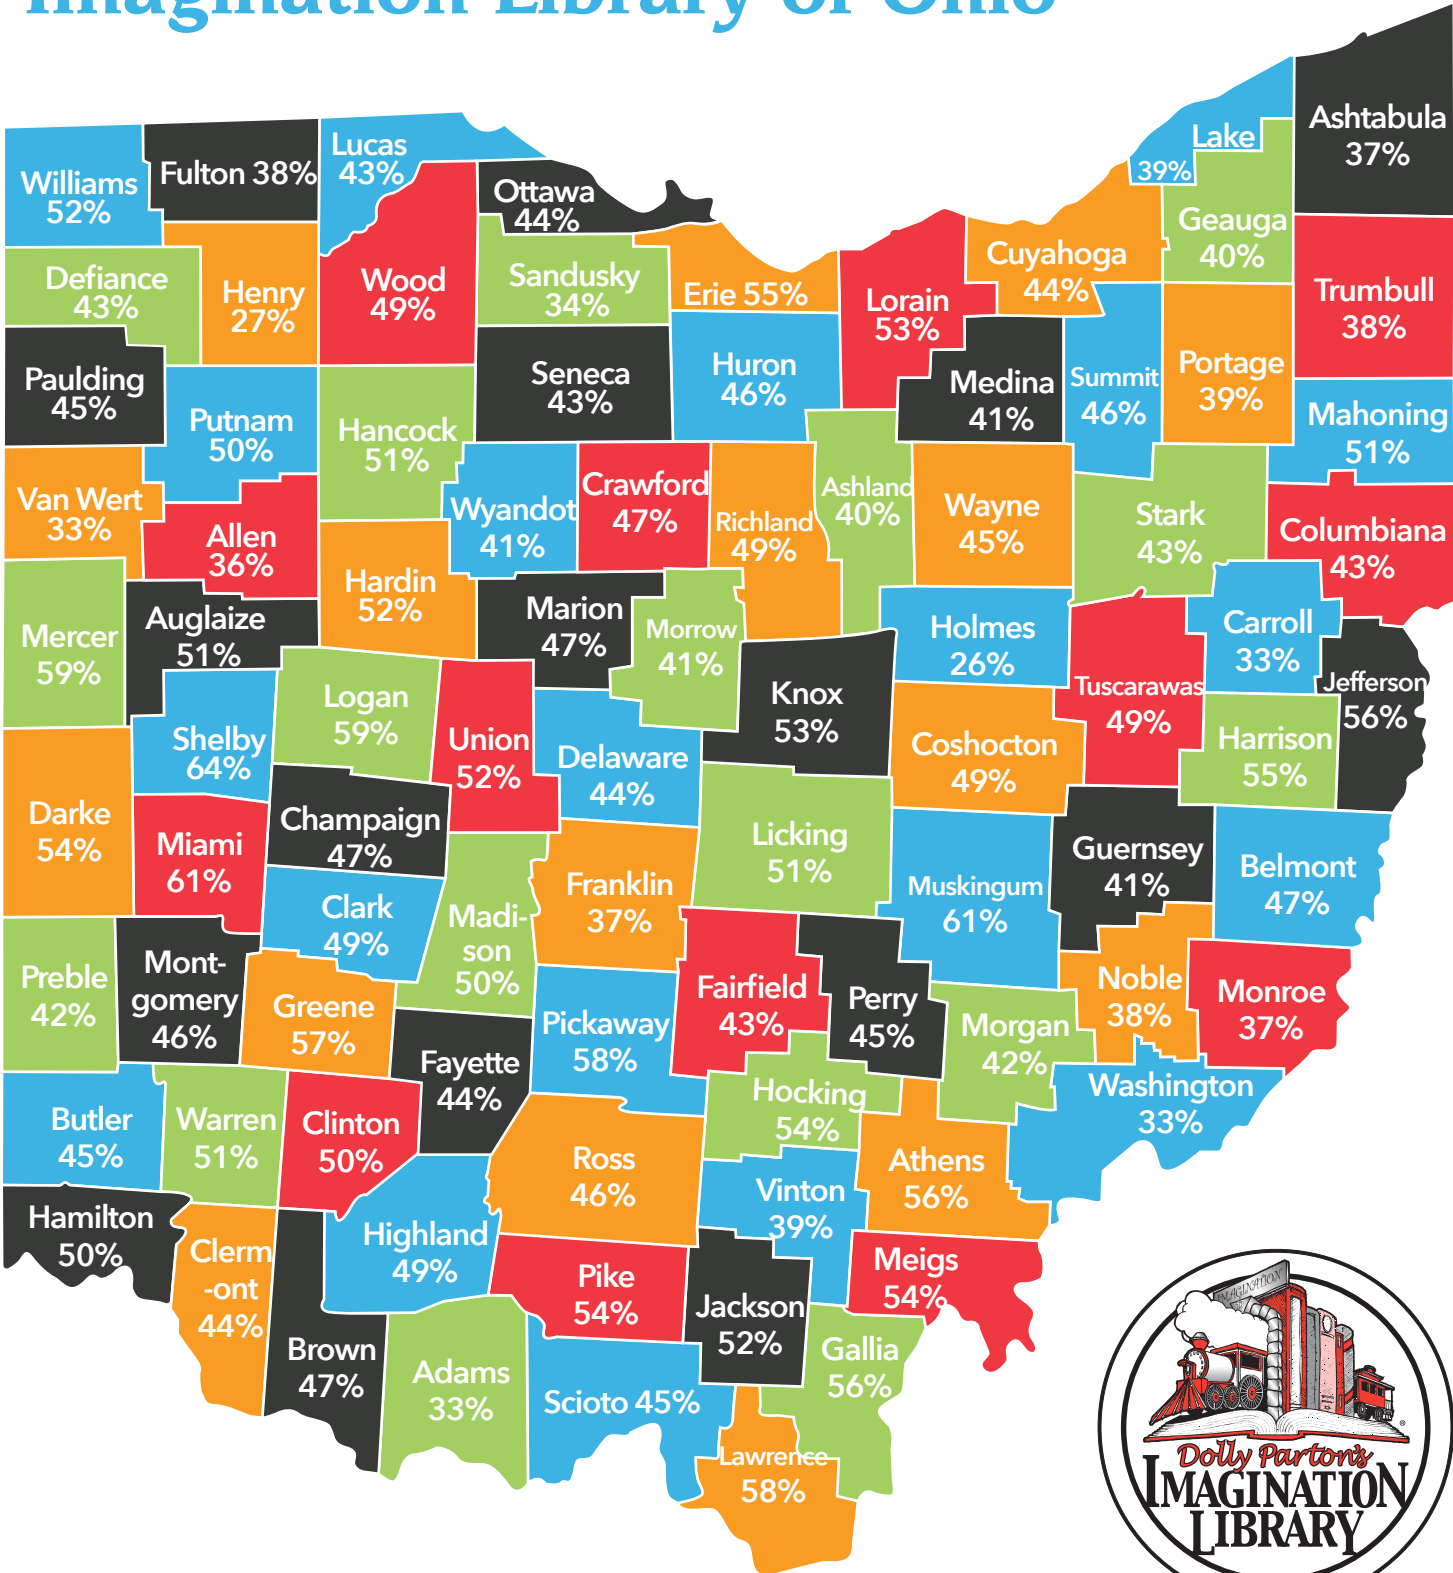 Imagination Library of Ohio
Ashtabula
37%
Lake
39%
Lucas
43%
Fulton 38%
Williams
52%
Ottawa
44%
Geauga
40%
Cuyahoga
44%
Defiance
43%
Henry
27%
Wood
49%
Sandusky
34%
Erie 55%
Lorain
53%
Trumbull
38%
Paulding
45%
Putnam
50%
Seneca
43%
Huron
46%
Medina
41%
Summit
46%
Portage
39%
Mahoning
51%
Hancock
51%
Van Wert
33%
Allen
36%
Wyandot
41%
Crawford
47%
Richland
49%
Ashland
40%
Wayne
45%
Stark
43%
Columbiana
43%
Hardin
52%
Mercer
59%
Auglaize
51%
Marion
47%
Morrow
41%
Holmes
26%
Carroll
33%
Tuscarawas
49%
Jefferson
56%
Knox
53%
Logan
59%
Shelby
64%
Union
52%
Delaware
44%
Coshocton
49%
Harrison
55%
Darke
54%
Miami
61%
Champaign
47%
Licking
51%
Guernsey
41%
Belmont
47%
Franklin
37%
Muskingum
61%
Clark
49%
Madi-
son
50%
Preble
42%
Mont-
gomery
46%
Greene
57%
Fairfield
43%
Perry
45%
Noble
38%
Monroe
37%
Pickaway
58%
Morgan
42%
Fayette
44%
Hocking
54%
Washington
33%
Butler
45%
Warren
51%
Clinton
50%
Ross
46%
Athens
56%
Vinton
39%
Hamilton
50%
Clerm
-ont
44%
Highland
49%
Pike
54%
Meigs
54%
Jackson
52%
Brown
47%
Adams
33%
Scioto 45%
Gallia
56%
Lawrence
58%
IMAGINATION
Dolly Parton's
IMAGINATION
LIBRARY
®